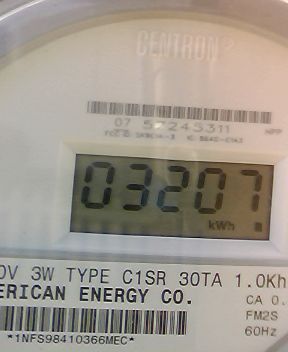 CENTRON®
07 57245311
03207
kWh
0V 3W TYPE C1SR 30TA 1.0Kh
ERICAN ENERGY CO.
CA 0.
FM2S
60Hz
*1NFS98410366MEC*